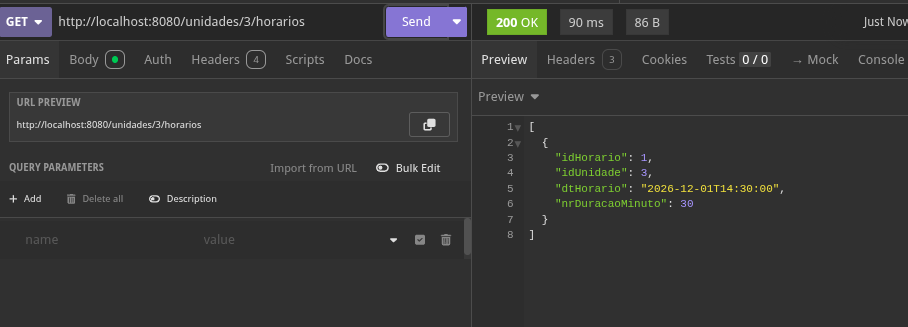 GET http://localhost:8080/unidades/3/horarios Send
Params Body Auth Headers 4 Scripts Docs
URL PREVIEW
http://localhost:8080/unidades/3/horarios
QUERY PARAMETERS Import from URL Bulk Edit
+ Add Delete all Description
name value
200 OK 90 ms 86 B Just Now
Preview Headers 3 Cookies Tests 0 / 0 → Mock Console
Preview
1 [
2 {
3 "idHorario": 1,
4 "idUnidade": 3,
5 "dtHorario": "2026-12-01T14:30:00",
6 "nrDuracaoMinuto": 30
7 }
8 ]